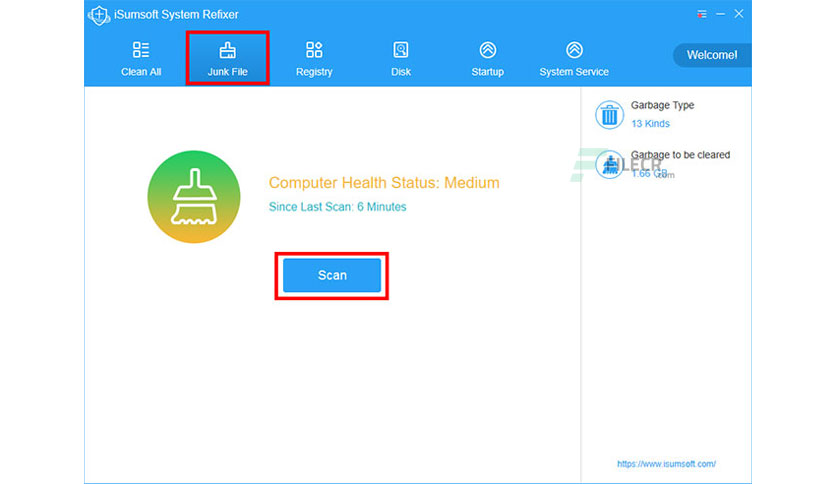 iSumsoft System Refixer
Clean All
Junk File
Registry
Disk
Startup
System Service
Welcome!
Garbage Type
13 Kinds
Garbage to be cleared
1.66 GB
Computer Health Status: Medium
Since Last Scan: 6 Minutes
Scan
https://www.isumsoft.com/